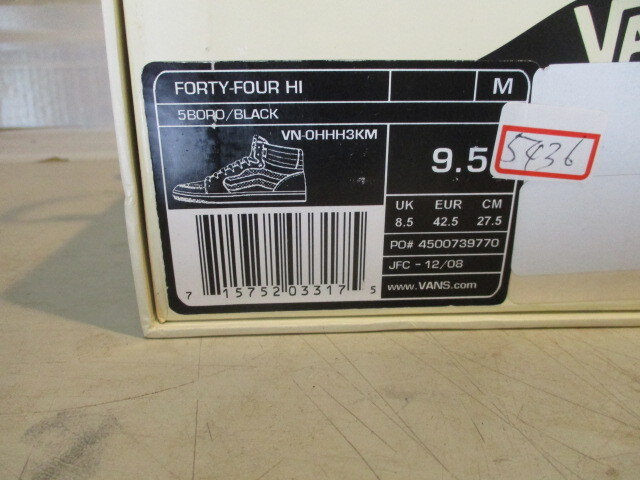 VA
FORTY-FOUR HI M
5BORO/BLACK
VN-0HHH3KM
9.5
5436
UK EUR CM
8.5 42.5 27.5
PO# 4500739770
JFC - 12/08
www.VANS.com
7 15752 03317 5